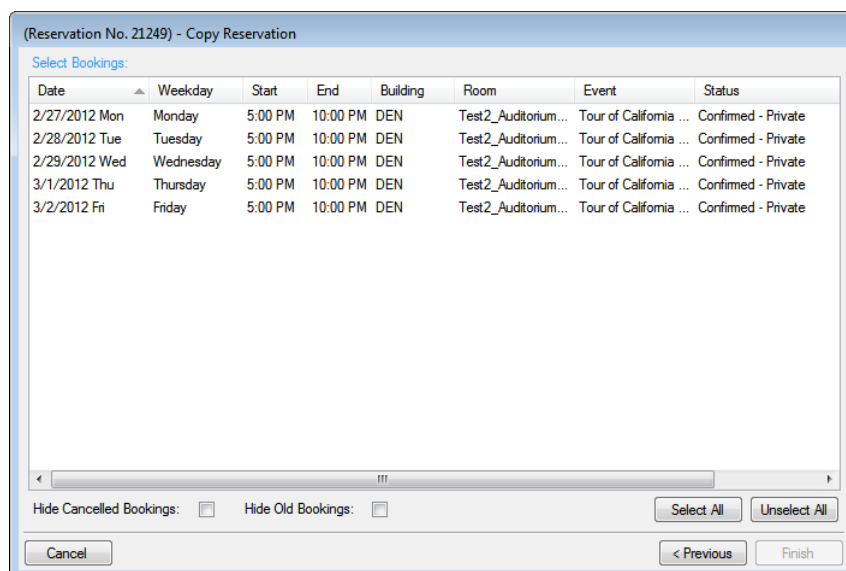 (Reservation No. 21249) - Copy Reservation
Select Bookings:
Date Weekday Start End Building Room Event Status
2/27/2012 Mon Monday 5:00 PM 10:00 PM DEN Test2_Auditorium... Tour of California ... Confirmed - Private
2/28/2012 Tue Tuesday 5:00 PM 10:00 PM DEN Test2_Auditorium... Tour of California ... Confirmed - Private
2/29/2012 Wed Wednesday 5:00 PM 10:00 PM DEN Test2_Auditorium... Tour of California ... Confirmed - Private
3/1/2012 Thu Thursday 5:00 PM 10:00 PM DEN Test2_Auditorium... Tour of California ... Confirmed - Private
3/2/2012 Fri Friday 5:00 PM 10:00 PM DEN Test2_Auditorium... Tour of California ... Confirmed - Private
Hide Cancelled Bookings: Hide Old Bookings: Select All Unselect All
Cancel < Previous Finish